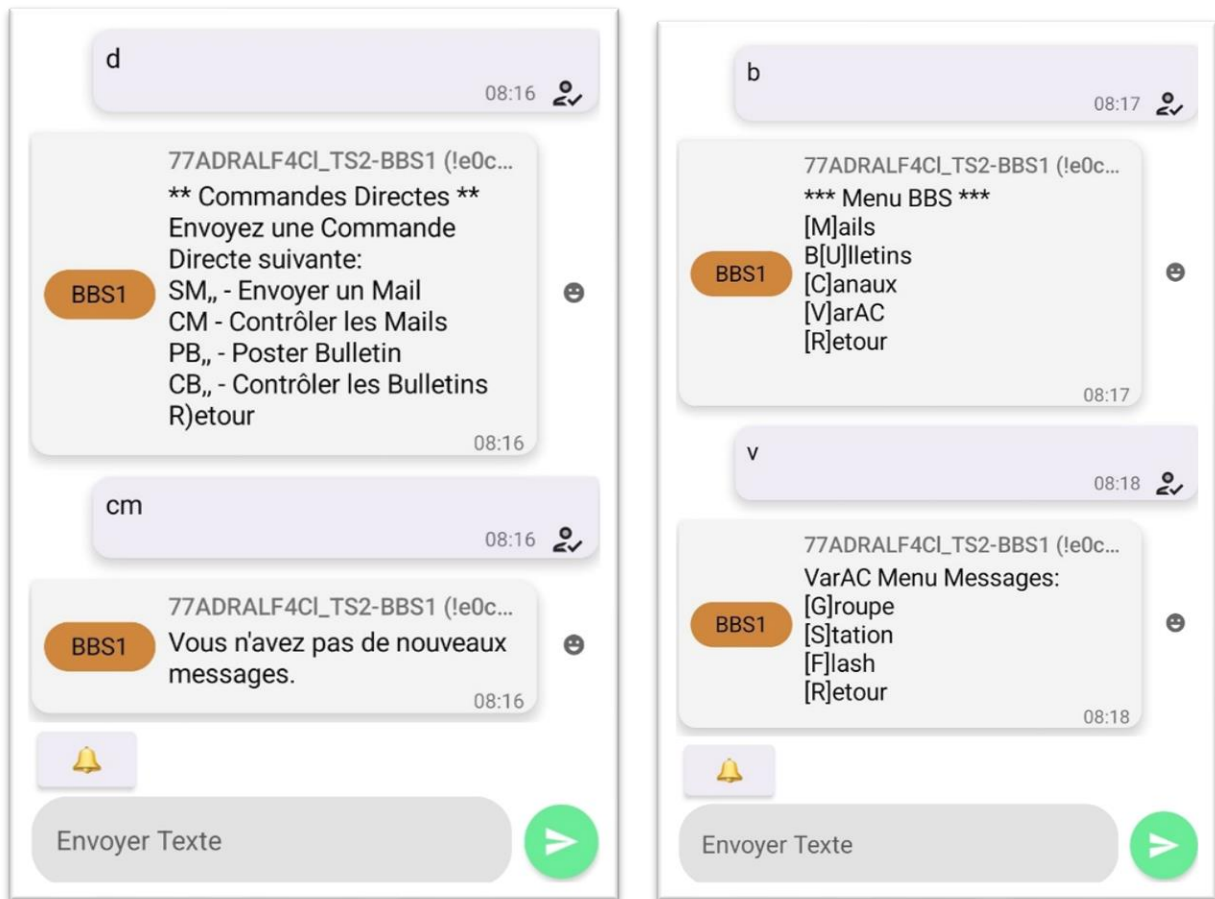 d
08:16
77ADRALF4Cl_TS2-BBS1 (!e0c...
** Commandes Directes **
Envoyez une Commande
Directe suivante:
BBS1
SM,, - Envoyer un Mail
CM - Contrôler les Mails
PB,, - Poster Bulletin
CB,, - Contrôler les Bulletins
R)etour
08:16
cm
08:16
77ADRALF4Cl_TS2-BBS1 (!e0c...
BBS1
Vous n'avez pas de nouveaux
messages.
08:16
Envoyer Texte
b
08:17
77ADRALF4Cl_TS2-BBS1 (!e0c...
*** Menu BBS ***
[M]ails
B[U]lletins
BBS1
[C]anaux
[V]arAC
[R]etour
08:17
v
08:18
77ADRALF4Cl_TS2-BBS1 (!e0c...
VarAC Menu Messages:
[G]roupe
BBS1
[S]tation
[F]lash
[R]etour
08:18
Envoyer Texte